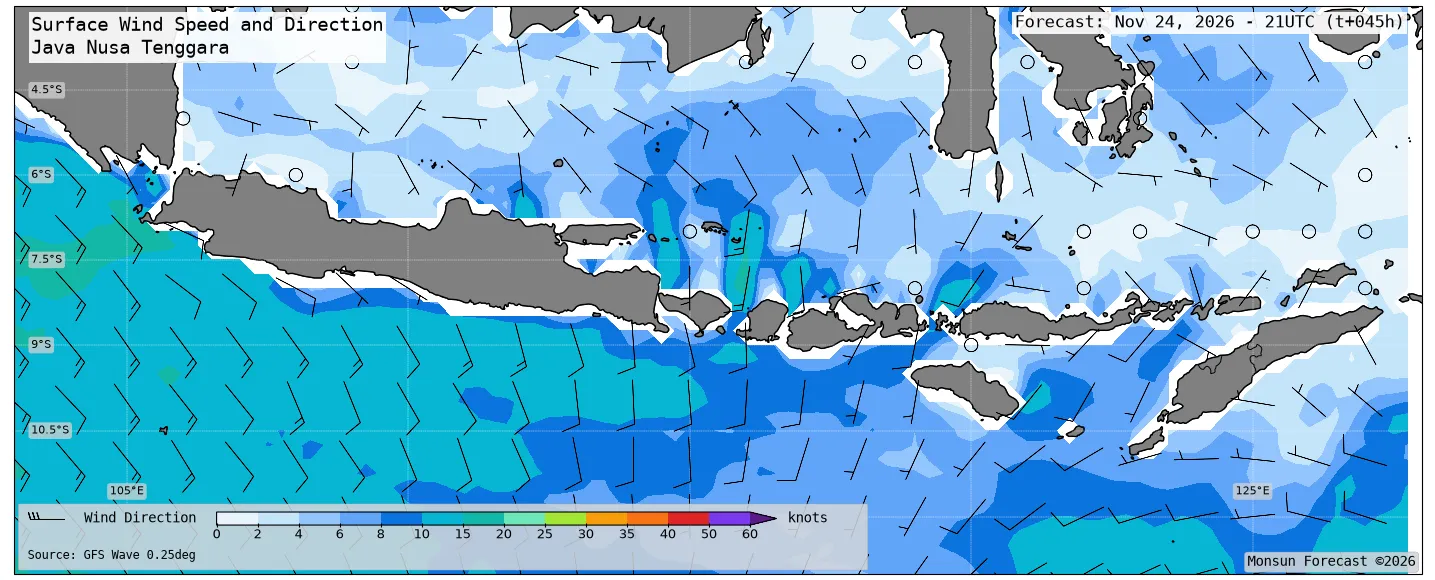 Surface Wind Speed and Direction
Java Nusa Tenggara
Forecast: Nov 24, 2026 - 21UTC (t+045h)
4.5°S
6°S
7.5°S
9°S
10.5°S
105°E
125°E
Wind Direction
0 2 4 6 8 10 15 20 25 30 35 40 50 60
knots
Source: GFS Wave 0.25deg
Monsun Forecast ©2026